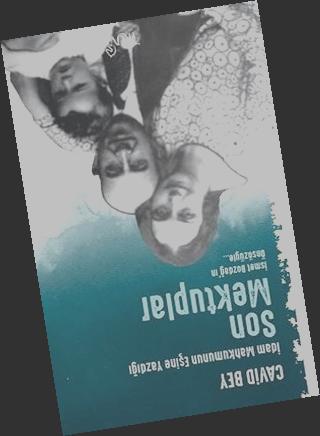 CAVİD BEY
İdam Mahkumunun Eşine Yazdığı
Son
Mektuplar
İsmet Bozdağ'ın
önsözüyle...